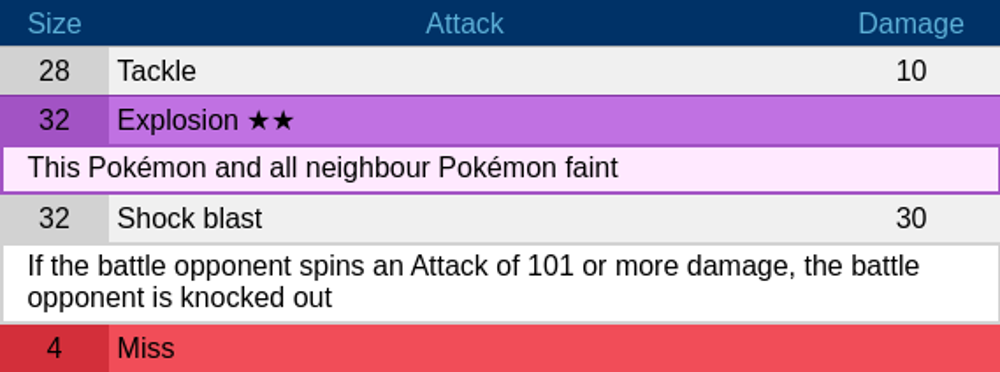 Size Attack Damage
28 Tackle 10
32 Explosion ★★
This Pokémon and all neighbour Pokémon faint
32 Shock blast 30
If the battle opponent spins an Attack of 101 or more damage, the battle
opponent is knocked out
4 Miss